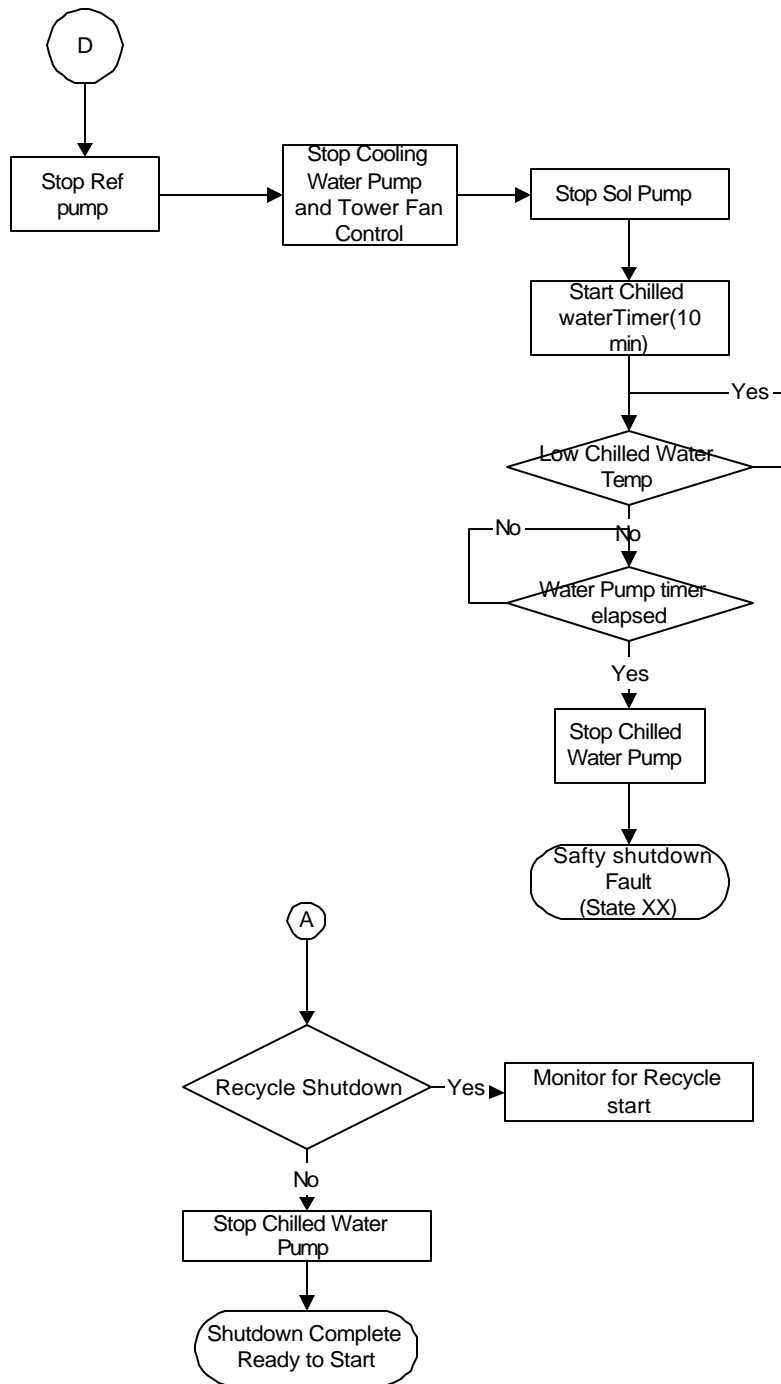 D
Stop Ref
pump
Stop Cooling
Water Pump
and Tower Fan
Control
Stop Sol Pump
Start Chilled
waterTimer(10
min)
Yes
Low Chilled Water
Temp
No
No
Water Pump timer
elapsed
Yes
Stop Chilled
Water Pump
Safty shutdown
Fault
(State XX)
A
Recycle Shutdown
Yes
Monitor for Recycle
start
No
Stop Chilled Water
Pump
Shutdown Complete
Ready to Start